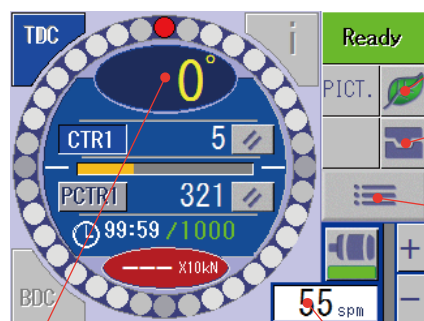 TDC
i
Ready
0°
PICT.
CTR1 5
PCTR1 321
99:59 /1000
--- X10kN
+
BDC
55 spm
-